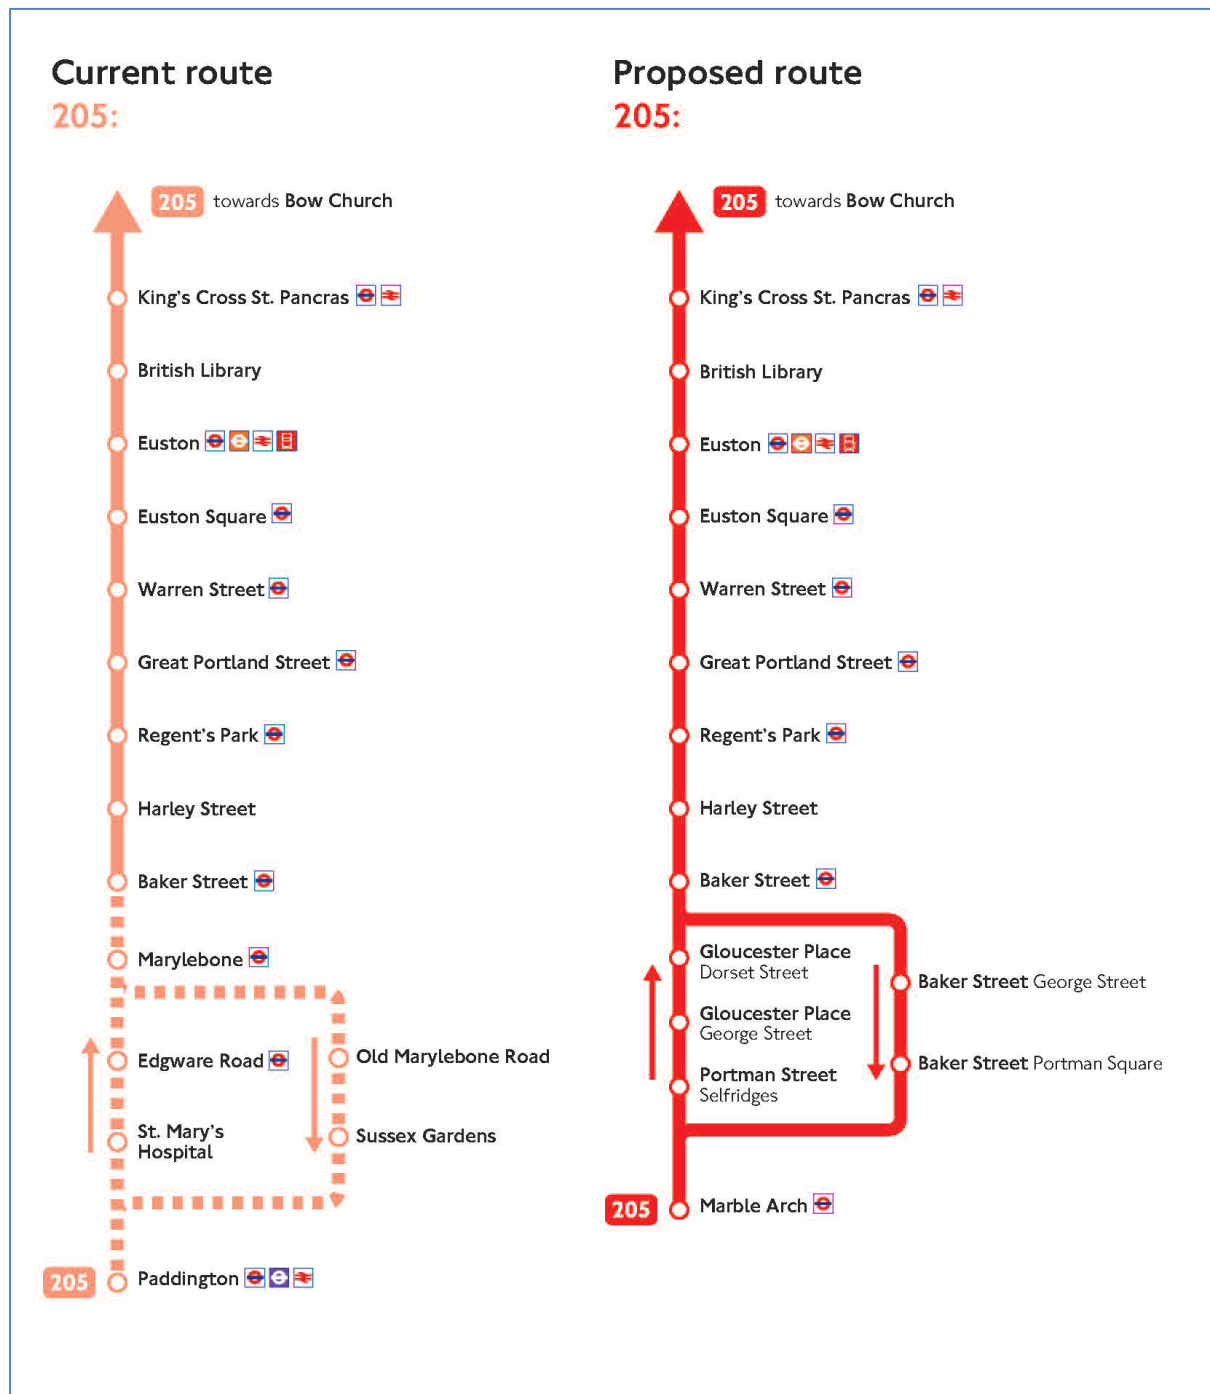 Current route
205:
205 towards Bow Church
King's Cross St. Pancras
British Library
Euston
Euston Square
Warren Street
Great Portland Street
Regent's Park
Harley Street
Baker Street
Marylebone
Edgware Road
St. Mary's
Hospital
Old Marylebone Road
Sussex Gardens
205 Paddington
Proposed route
205:
205 towards Bow Church
King's Cross St. Pancras
British Library
Euston
Euston Square
Warren Street
Great Portland Street
Regent's Park
Harley Street
Baker Street
Gloucester Place
Dorset Street
Gloucester Place
George Street
Portman Street
Selfridges
Baker Street George Street
Baker Street Portman Square
205 Marble Arch